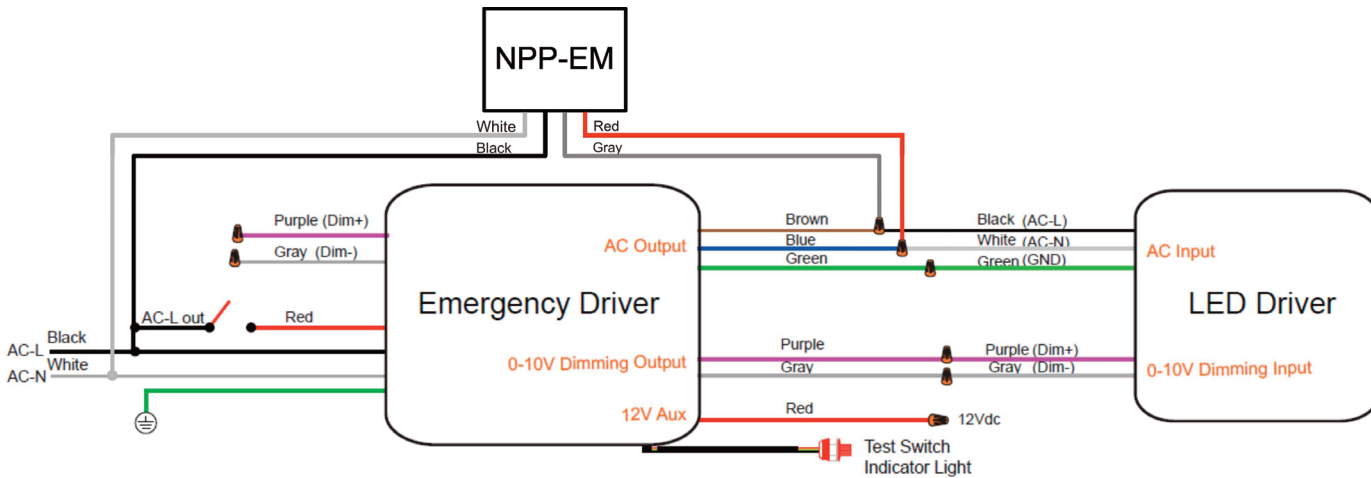 NPP-EM
White
Red
Black
Gray
Purple (Dim+)
Gray (Dim-)
AC-L out
Red
Black
AC-L
White
AC-N
Emergency Driver
AC Output
0-10V Dimming Output
12V Aux
Brown
Black (AC-L)
Blue
White (AC-N)
Green
Green (GND)
Purple
Purple (Dim+)
Gray
Gray (Dim-)
Red
12Vdc
Test Switch
Indicator Light
AC Input
LED Driver
0-10V Dimming Input